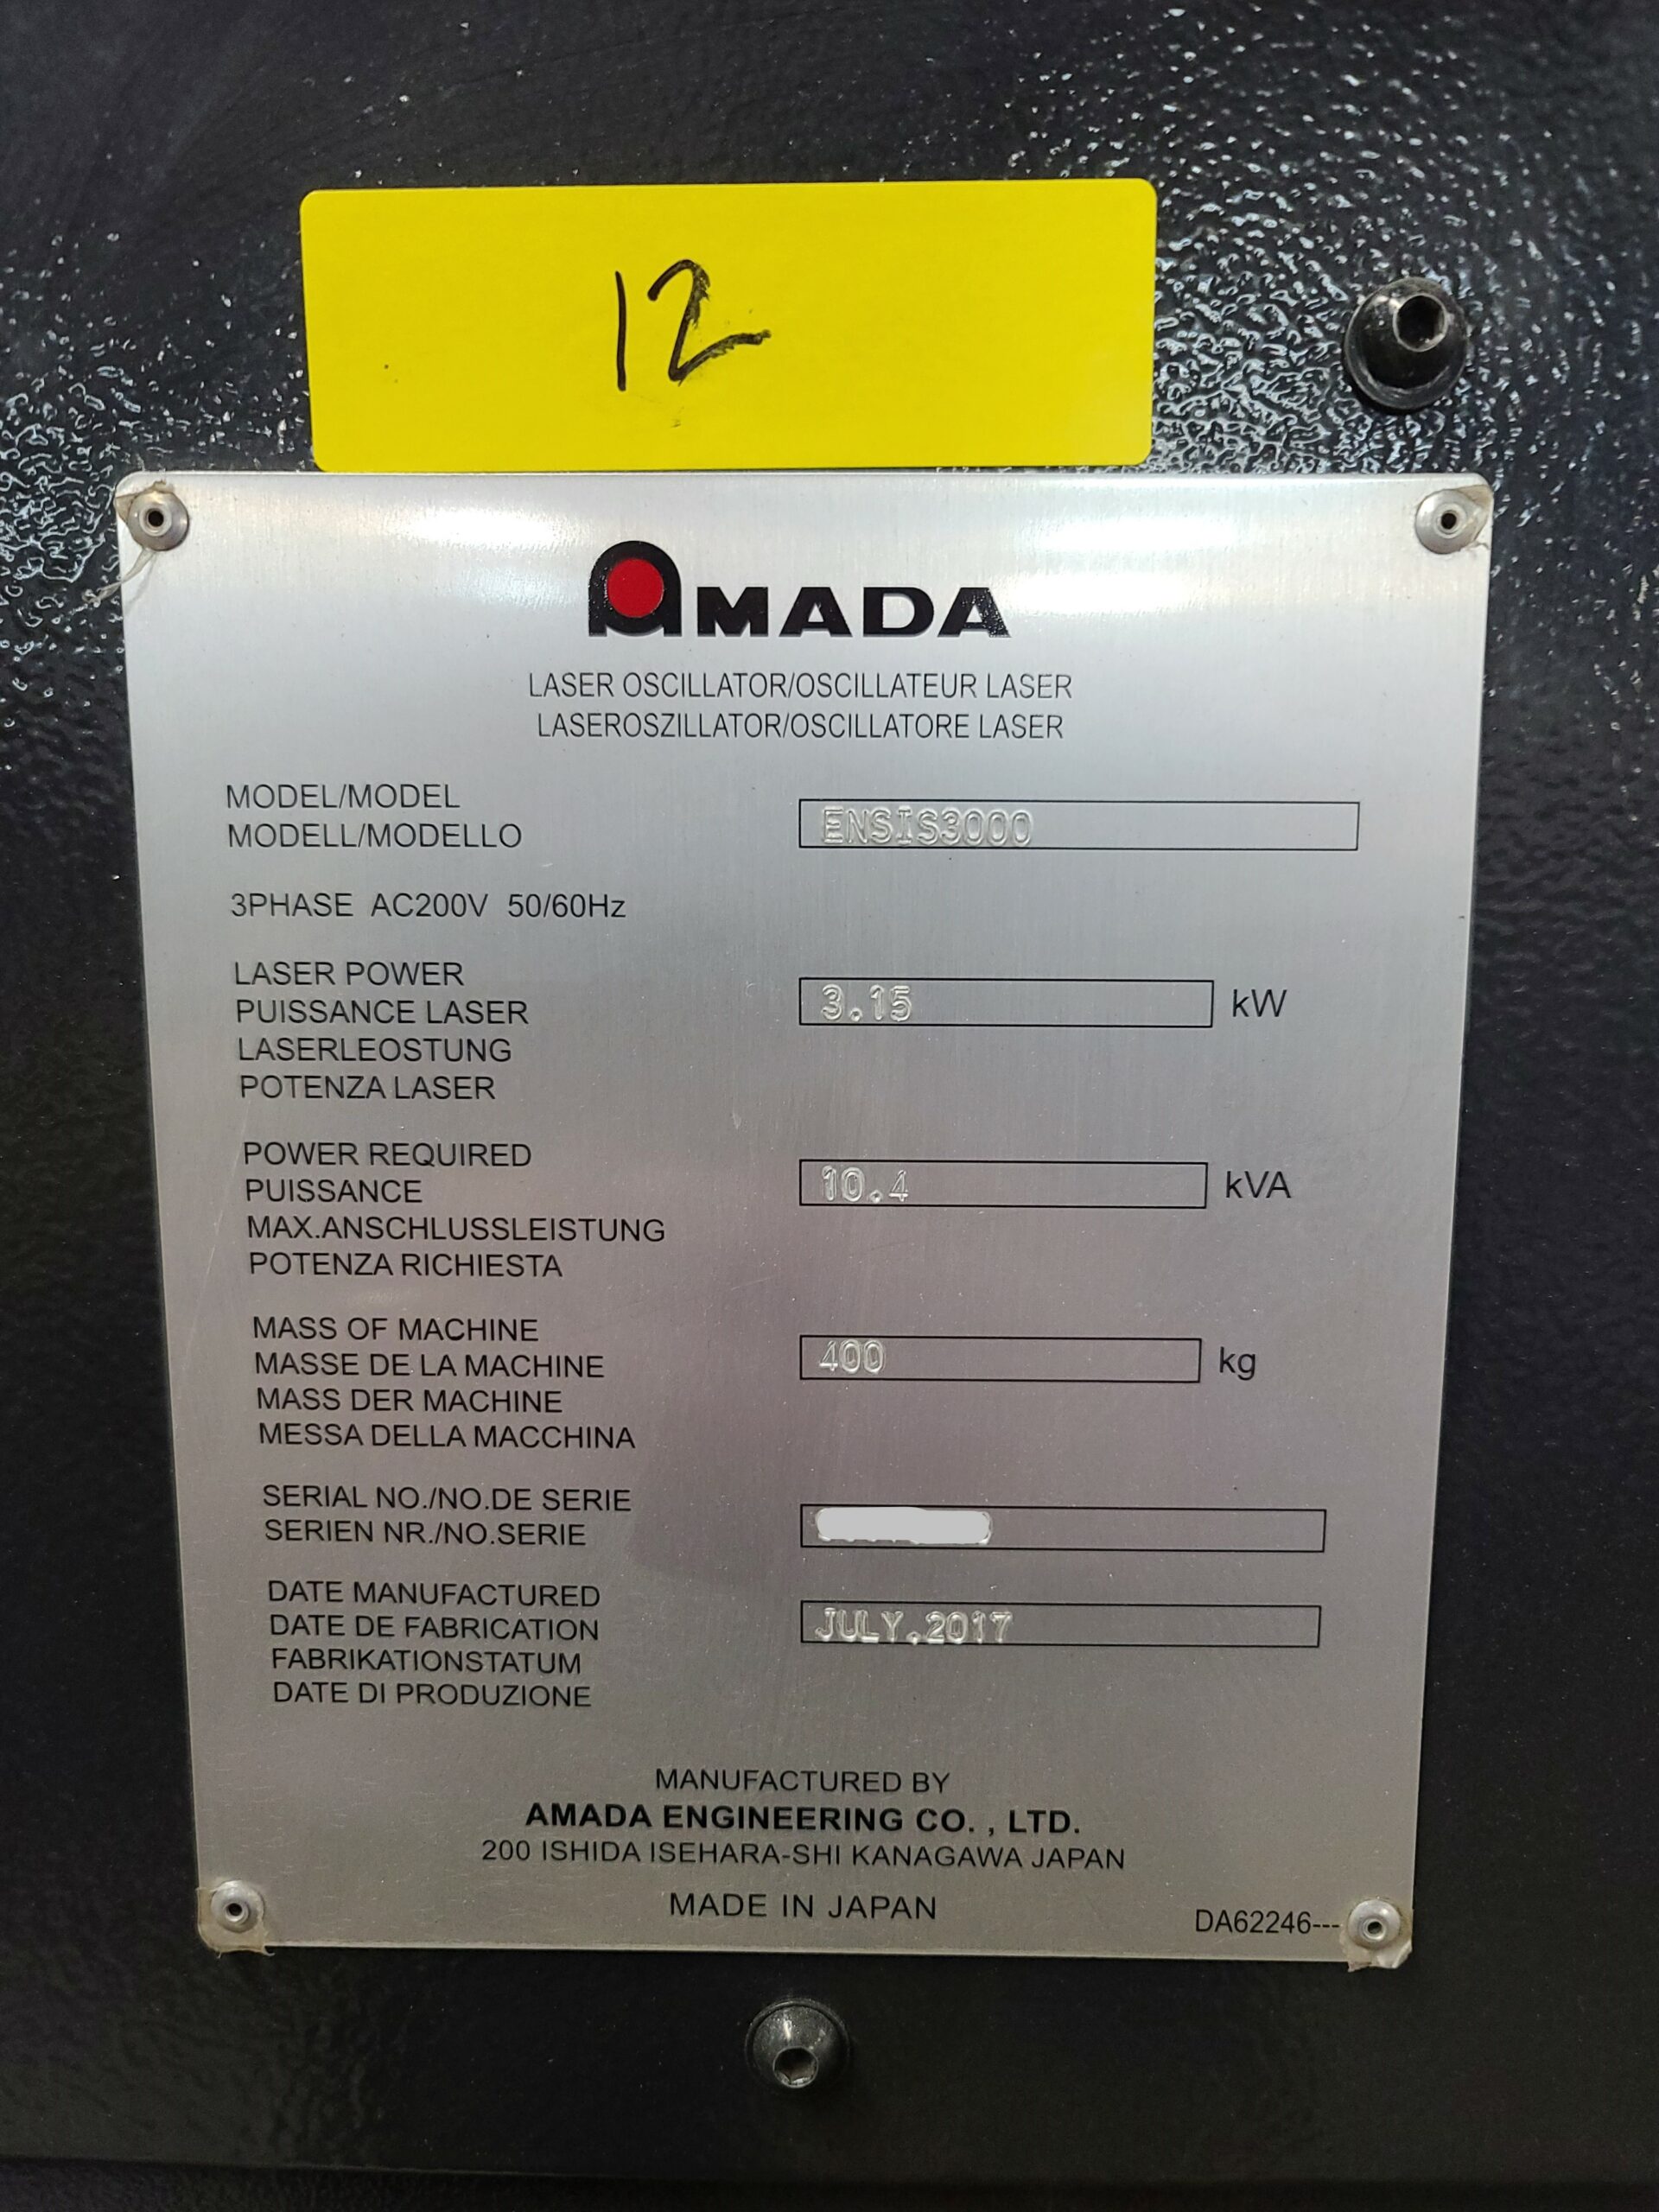 12
AMADA
LASER OSCILLATOR/OSCILLATEUR LASER
LASEROSZILLATOR/OSCILLATORE LASER
MODEL/MODEL
MODELL/MODELLO
ENSIS3000
3PHASE AC200V 50/60Hz
LASER POWER
PUISSANCE LASER
LASERLEOSTUNG
POTENZA LASER
3.15 kW
POWER REQUIRED
PUISSANCE
MAX.ANSCHLUSSLEISTUNG
POTENZA RICHIESTA
10.4 kVA
MASS OF MACHINE
MASSE DE LA MACHINE
MASS DER MACHINE
MESSA DELLA MACCHINA
400 kg
SERIAL NO./NO.DE SERIE
SERIEN NR./NO.SERIE
DATE MANUFACTURED
DATE DE FABRICATION
FABRIKATIONSTATUM
DATE DI PRODUZIONE
JULY.2017
MANUFACTURED BY
AMADA ENGINEERING CO. , LTD.
200 ISHIDA ISEHARA-SHI KANAGAWA JAPAN
MADE IN JAPAN
DA62246---